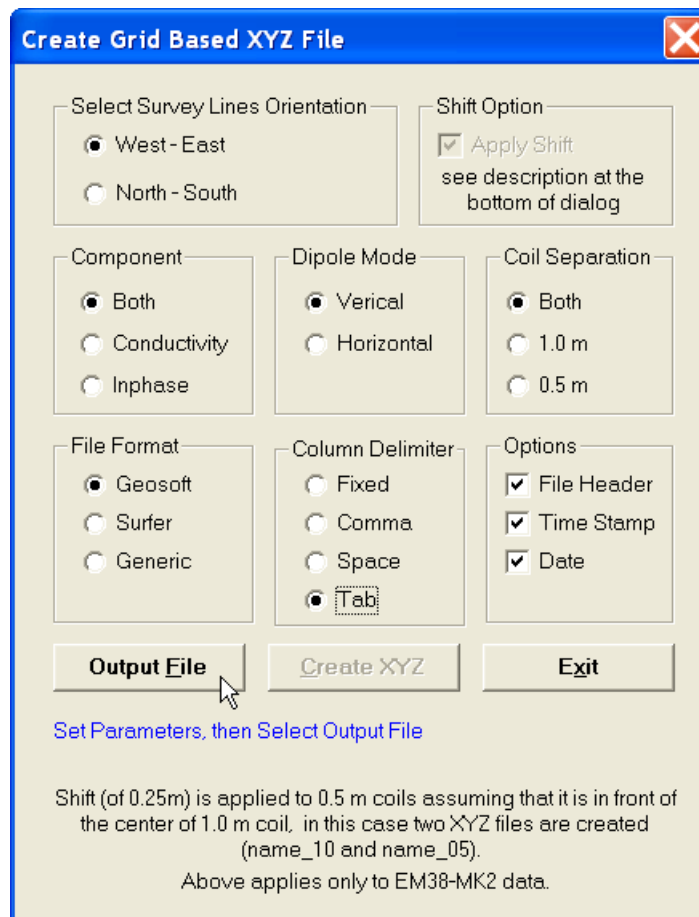 Create Grid Based XYZ File
Select Survey Lines Orientation
West - East
North - South
Shift Option
Apply Shift
see description at the
bottom of dialog
Component
Both
Conductivity
Inphase
Dipole Mode
Verical
Horizontal
Coil Separation
Both
1.0 m
0.5 m
File Format
Geosoft
Surfer
Generic
Column Delimiter
Fixed
Comma
Space
Tab
Options
File Header
Time Stamp
Date
Output File
Create XYZ
Exit
Set Parameters, then Select Output File
Shift (of 0.25m) is applied to 0.5 m coils assuming that it is in front of
the center of 1.0 m coil, in this case two XYZ files are created
(name_10 and name_05).
Above applies only to EM38-MK2 data.